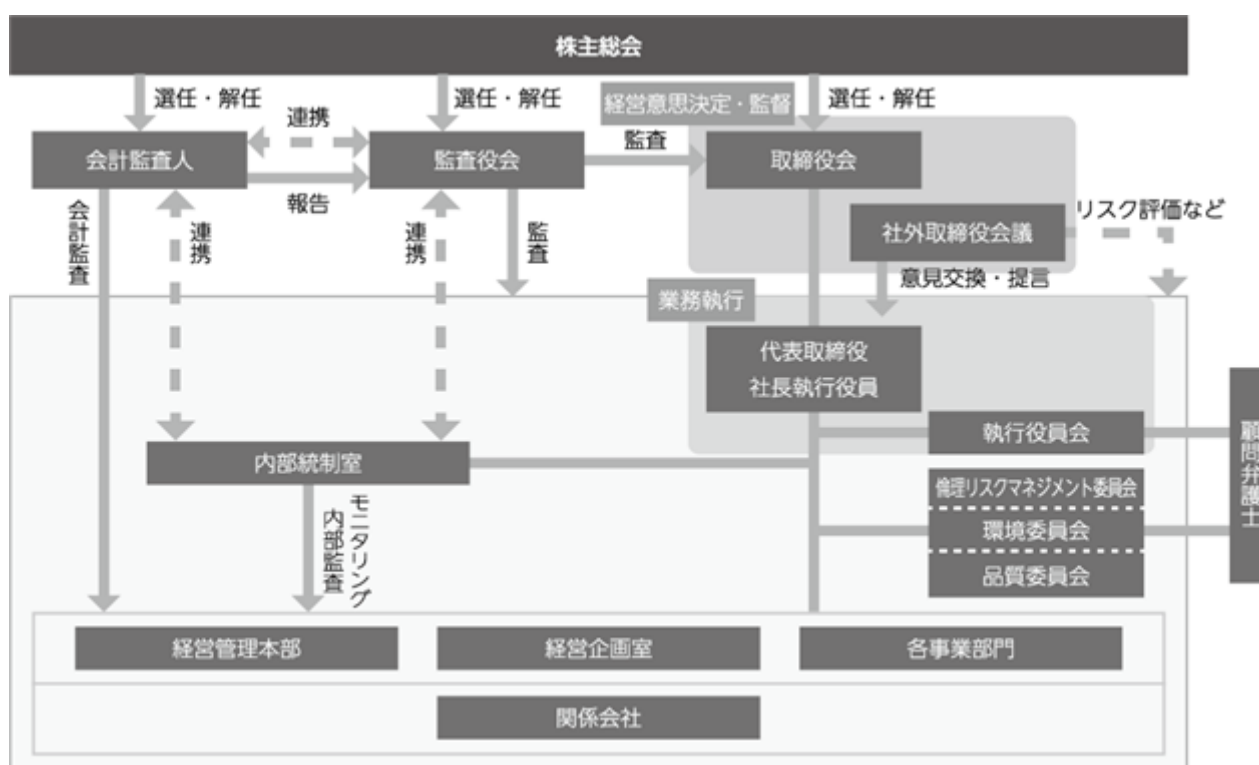 株主総会
選任・解任
選任・解任
経営意思決定・監督
選任・解任
連携
会計監査人
監査役会
監査
取締役会
報告
会計監査
連携
連携
監査
社外取締役会議
リスク評価など
意見交換・提言
業務執行
代表取締役
社長執行役員
執行役員会
顧問弁護士
内部統制室
倫理リスクマネジメント委員会
環境委員会
品質委員会
モニタリング
内部監査
経営管理本部
経営企画室
各事業部門
関係会社